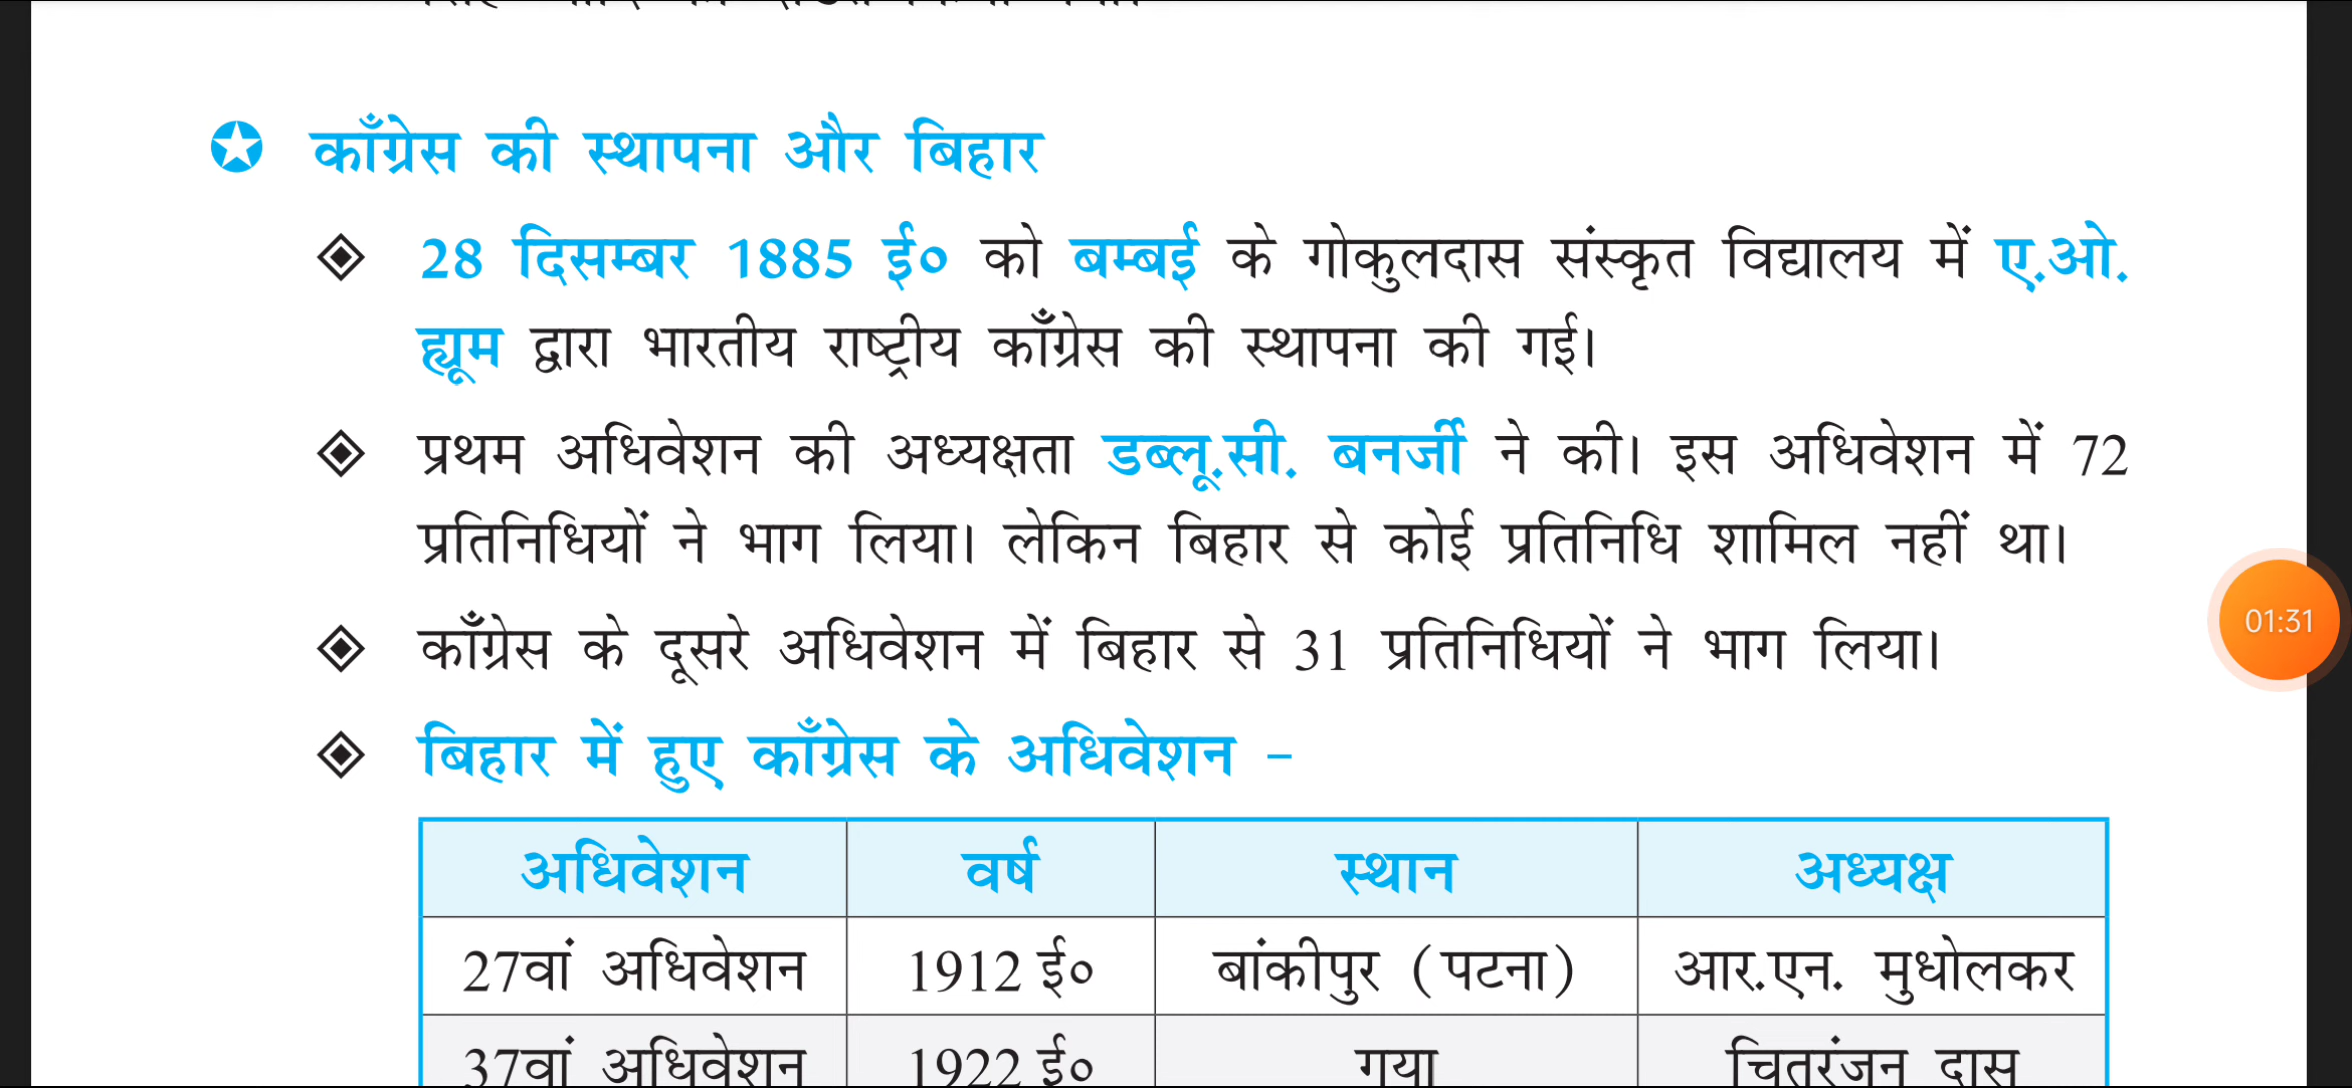 काँग्रेस की स्थापना और बिहार
28 दिसम्बर 1885 ई० को बम्बई के गोकुलदास संस्कृत विद्यालय में ए.ओ.
ह्यूम द्वारा भारतीय राष्ट्रीय काँग्रेस की स्थापना की गई।
प्रथम अधिवेशन की अध्यक्षता डब्लू.सी. बनर्जी ने की। इस अधिवेशन में 72
प्रतिनिधियों ने भाग लिया। लेकिन बिहार से कोई प्रतिनिधि शामिल नहीं था।
01:31
काँग्रेस के दूसरे अधिवेशन में बिहार से 31 प्रतिनिधियों ने भाग लिया।
बिहार में हुए काँग्रेस के अधिवेशन –
अधिवेशन वर्ष स्थान अध्यक्ष
27वां अधिवेशन 1912 ई० बांकीपुर (पटना) आर.एन. मुधोलकर
37वां अधिवेशन 1922 ई० गया चितरंजन दास